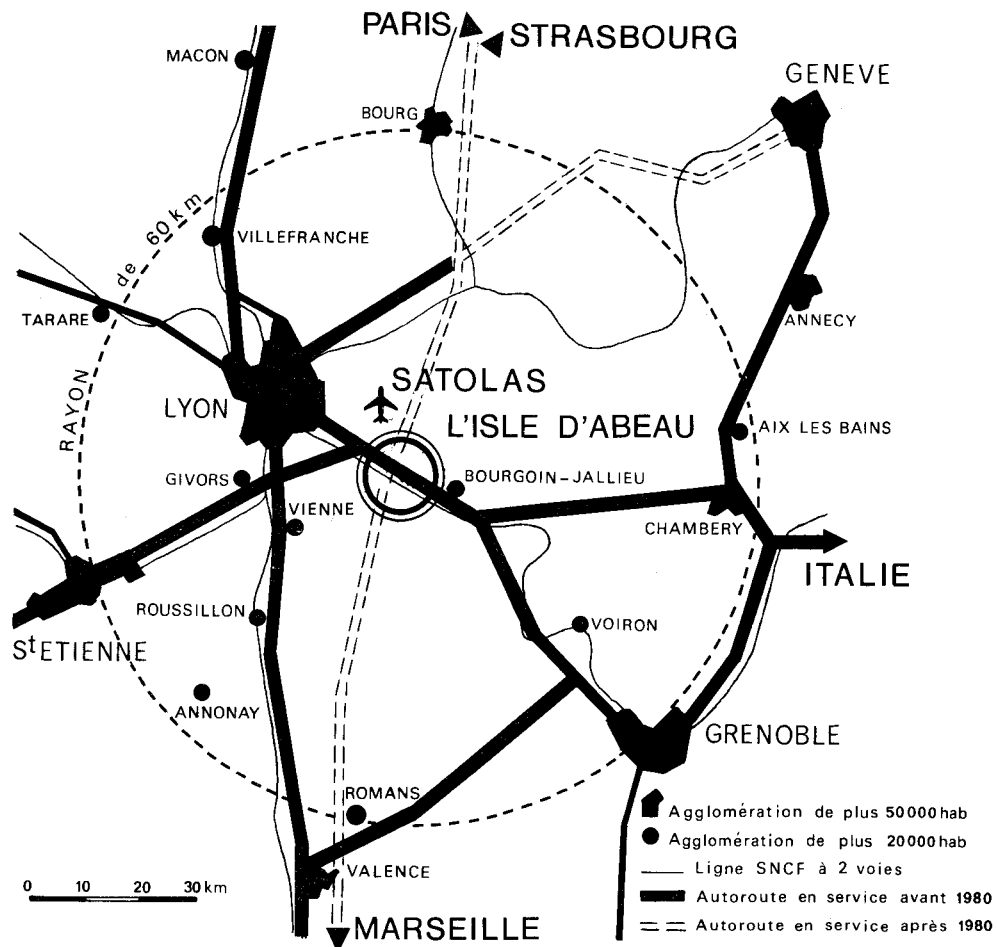 PARIS
STRASBOURG
MACON
GENEVE
BOURG
RAYON de 60 km
VILLEFRANCHE
TARARE
ANNECY
SATOLAS
LYON
L'ISLE D'ABEAU
AIX LES BAINS
GIVORS
BOURGOIN-JALLIEU
VIENNE
CHAMBERY
ITALIE
ROUSSILLON
VOIRON
St ETIENNE
ANNONAY
GRENOBLE
ROMANS
VALENCE
MARSEILLE
Agglomération de plus 50000 hab
Agglomération de plus 20000 hab
Ligne SNCF à 2 voies
Autoroute en service avant 1980
Autoroute en service après 1980
0 10 20 30 km